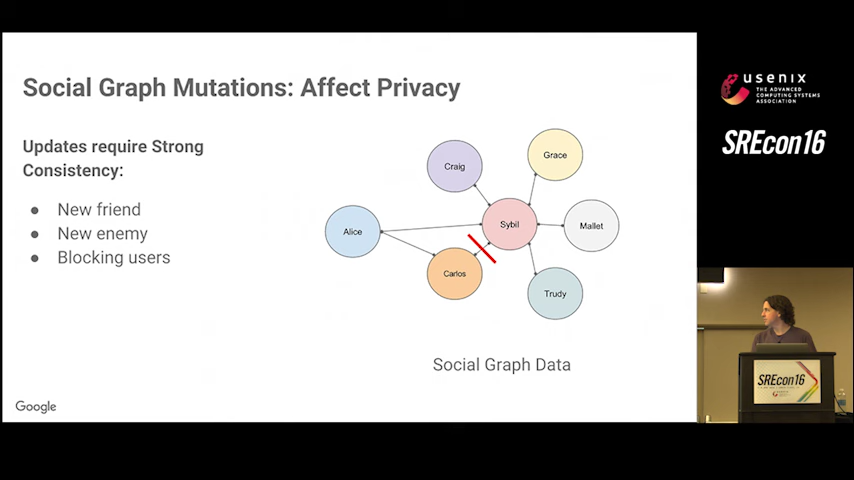 Social Graph Mutations: Affect Privacy
Updates require Strong
Consistency:
● New friend
● New enemy
● Blocking users
Craig
Grace
Alice
Sybil
Mallet
Carlos
Trudy
Social Graph Data
Google
usenix
THE ADVANCED
COMPUTING SYSTEMS
ASSOCIATION
SREcon16
SREcon16